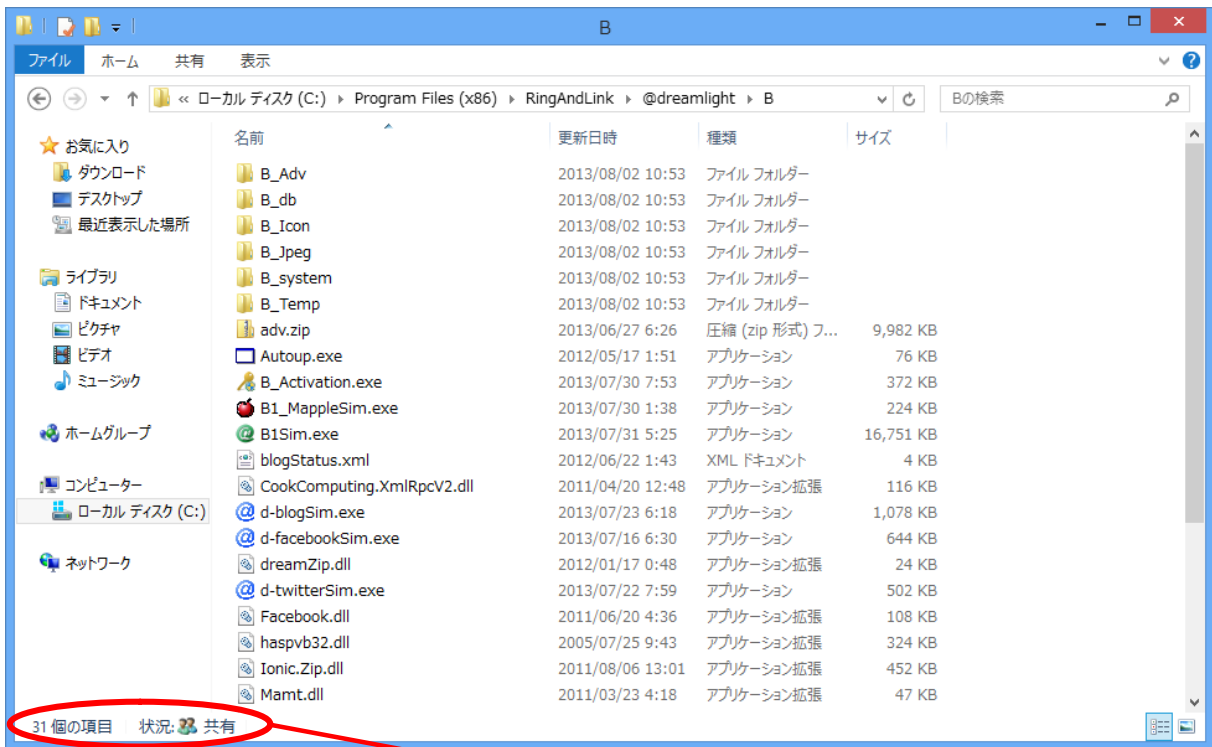 B
ファイル ホーム 共有 表示
« ローカル ディスク (C:) Program Files (x86) RingAndLink @dreamlight B
Bの検索
お気に入り
ダウンロード
デスクトップ
最近表示した場所
ライブラリ
ドキュメント
ピクチャ
ビデオ
ミュージック
ホームグループ
コンピューター
ローカル ディスク (C:)
ネットワーク
名前 更新日時 種類 サイズ
B_Adv 2013/08/02 10:53 ファイル フォルダー
B_db 2013/08/02 10:53 ファイル フォルダー
B_Icon 2013/08/02 10:53 ファイル フォルダー
B_Jpeg 2013/08/02 10:53 ファイル フォルダー
B_system 2013/08/02 10:53 ファイル フォルダー
B_Temp 2013/08/02 10:53 ファイル フォルダー
adv.zip 2013/06/27 6:26 圧縮 (zip 形式) フ... 9,982 KB
Autoup.exe 2012/05/17 1:51 アプリケーション 76 KB
B_Activation.exe 2013/07/30 7:53 アプリケーション 372 KB
B1_MappleSim.exe 2013/07/30 1:38 アプリケーション 224 KB
B1Sim.exe 2013/07/31 5:25 アプリケーション 16,751 KB
blogStatus.xml 2012/06/22 1:43 XML ドキュメント 4 KB
CookComputing.XmlRpcV2.dll 2011/04/20 12:48 アプリケーション拡張 116 KB
d-blogSim.exe 2013/07/23 6:18 アプリケーション 1,078 KB
d-facebookSim.exe 2013/07/16 6:30 アプリケーション 644 KB
dreamZip.dll 2012/01/17 0:48 アプリケーション拡張 24 KB
d-twitterSim.exe 2013/07/22 7:59 アプリケーション 502 KB
Facebook.dll 2011/06/20 4:36 アプリケーション拡張 108 KB
haspvb32.dll 2005/07/25 9:43 アプリケーション拡張 324 KB
Ionic.Zip.dll 2011/08/06 13:01 アプリケーション拡張 452 KB
Mamt.dll 2011/03/23 4:18 アプリケーション拡張 47 KB
31 個の項目 状況: 共有